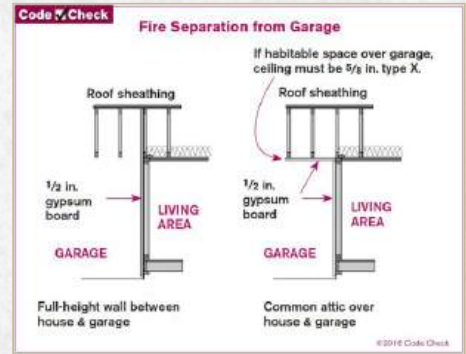 Code Check
Fire Separation from Garage
If habitable space over garage,
ceiling must be 5/8 in. type X.
Roof sheathing
Roof sheathing
1/2 in.
gypsum
board
LIVING
AREA
GARAGE
1/2 in.
gypsum
board
LIVING
AREA
GARAGE
Full-height wall between
house & garage
Common attic over
house & garage
©2016 Code Check